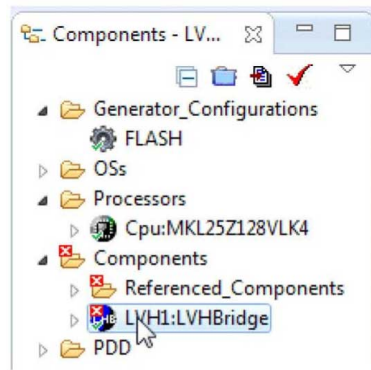 Components - LV...
Generator_Configurations
FLASH
OSs
Processors
Cpu:MKL25Z128VLK4
Components
Referenced_Components
LVH1:LVHBridge
PDD